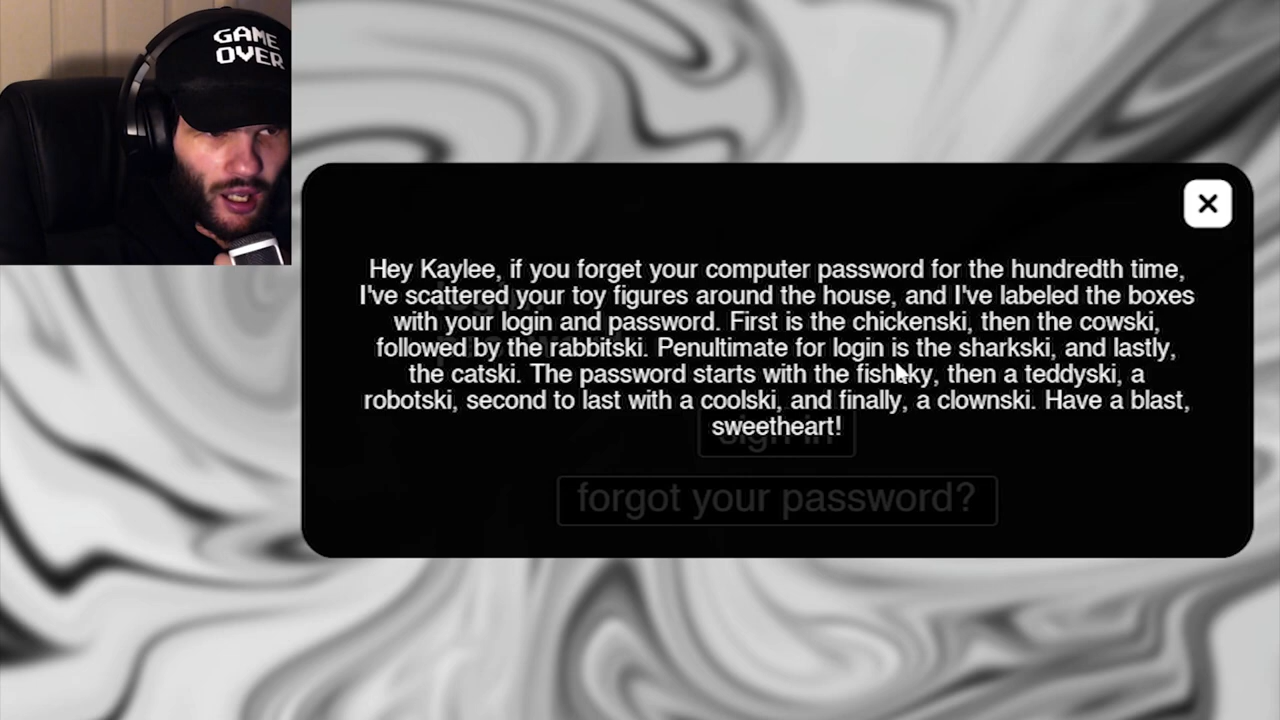 GAME
OVER
Hey Kaylee, if you forget your computer password for the hundredth time,
I've scattered your toy figures around the house, and I've labeled the boxes
with your login and password. First is the chickenski, then the cowski,
followed by the rabbitski. Penultimate for login is the sharkski, and lastly,
the catski. The password starts with the fishsky, then a teddyski, a
robotski, second to last with a coolski, and finally, a clownski. Have a blast,
sweetheart!
sign in
forgot your password?